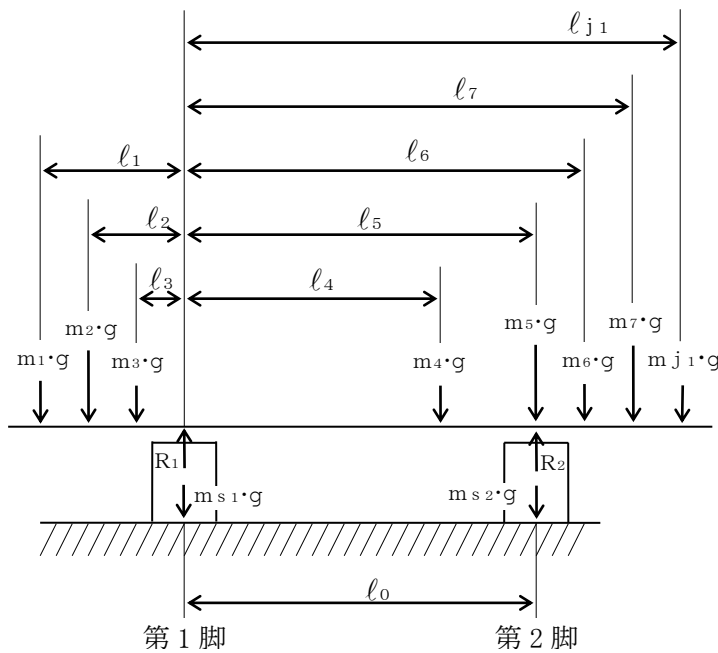 ℓj1
ℓ7
ℓ1
ℓ6
ℓ2
ℓ5
ℓ3
ℓ4
m1・g
m2・g
m3・g
m4・g
m5・g
m6・g
m7・g
mj1・g
R1
R2
ms1・g
ms2・g
ℓ0
第1脚
第2脚